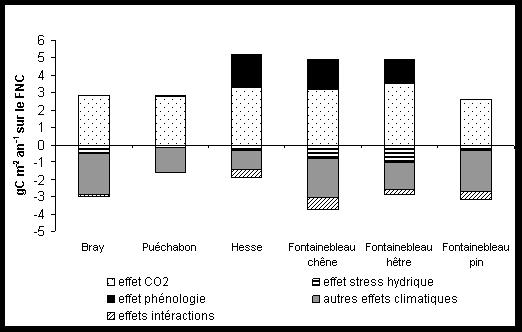 gC m-2 an-1 sur le FNC
6
5
4
3
2
1
0
-1
-2
-3
-4
-5
Bray Puéchabon Hesse Fontainebleau Fontainebleau Fontainebleau
chêne hêtre pin
effet CO2 effet stress hydrique
effet phénologie autres effets climatiques
effets intéractions